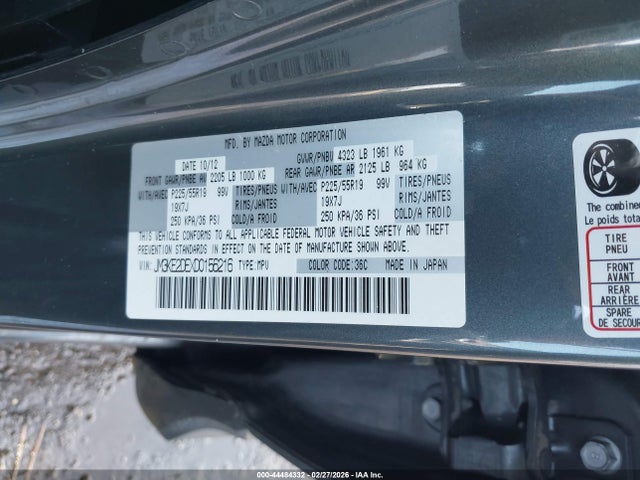 MFD. BY MAZDA MOTOR CORPORATION
DATE 10/12 GVWR/PNBV 4323 LB 1961 KG
FRONT GAWR/PNBE AV 2205 LB 1000 KG REAR GAWR/PNBE AR 2125 LB 964 KG
WITH/AVEC P225/55R19 99V TIRES/PNEUS WITH/AVEC P225/55R19 99V TIRES/PNEUS
19X7J RIMS/JANTES 19X7J RIMS/JANTES
250 KPA/36 PSI COLD/A FROID 250 KPA/36 PSI COLD/A FROID
THIS VEHICLE CONFORMS TO ALL APPLICABLE FEDERAL MOTOR VEHICLE SAFETY AND THEFT
PREVENTION STANDARDS IN EFFECT ON THE DATE OF MANUFACTURE SHOWN ABOVE.
VIN: JM3KE2DEXD0156216 TYPE: MPV COLOR CODE: 36C MADE IN JAPAN
The combined
Le poids total
TIRE
PNEU
FRONT
AVANT
REAR
ARRIÈRE
SPARE
DE SECOURS
000-44484332 - 02/27/2026 - IAA Inc.